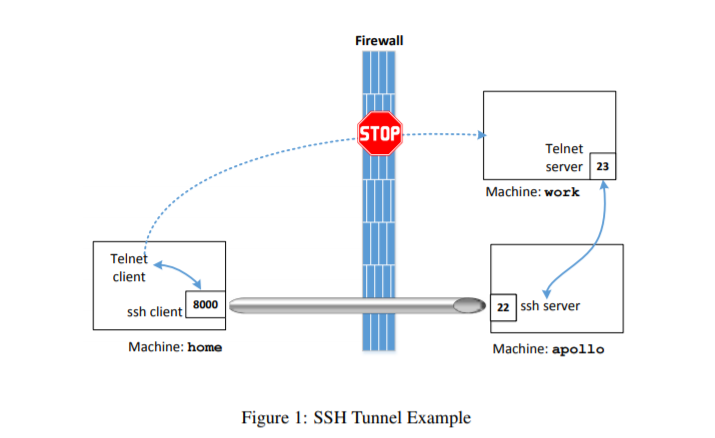 Firewall
STOP
Telnet
server
23
Machine: work
Telnet
client
8000
ssh client
22
ssh server
Machine: home
Machine: apollo
Figure 1: SSH Tunnel Example